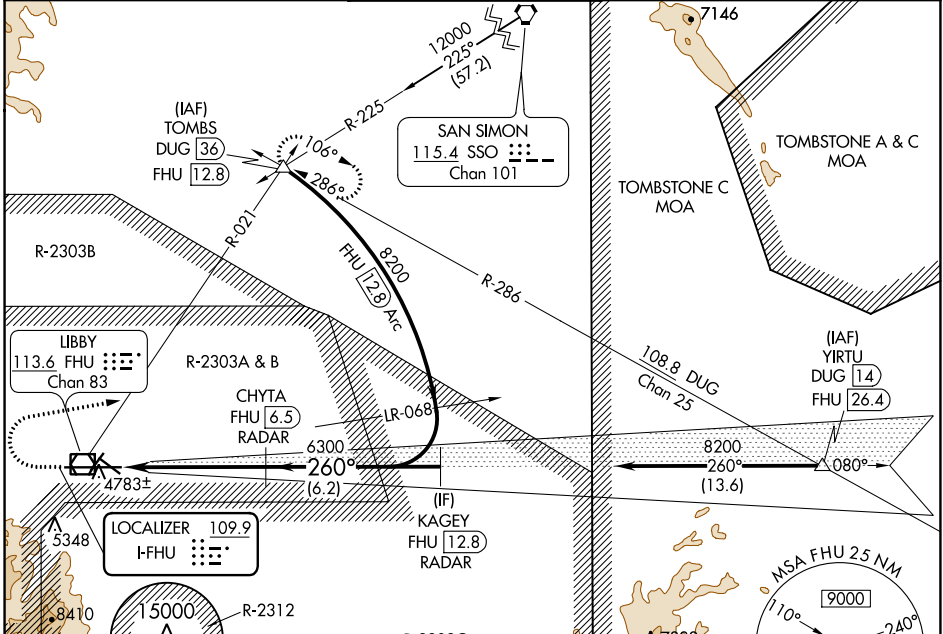 7146
12000
225°
(57.2)
R-225
(IAF)
TOMBS
DUG 36
FHU 12.8
106°
286°
SAN SIMON
115.4 SSO
Chan 101
TOMBSTONE A & C
MOA
TOMBSTONE C
MOA
R-021
R-2303B
8200
FHU 12.8 Arc
R-286
LIBBY
113.6 FHU
Chan 83
R-2303A & B
108.8 DUG
Chan 25
(IAF)
YIRTU
DUG 14
FHU 26.4
CHYTA
FHU 6.5
RADAR
LR-068
6300
260°
(6.2)
8200
260°
(13.6)
080°
4783±
(IF)
KAGEY
FHU 12.8
RADAR
LOCALIZER 109.9
I-FHU
5348
MSA FHU 25 NM
9000
110°
240°
8410
15000
R-2312